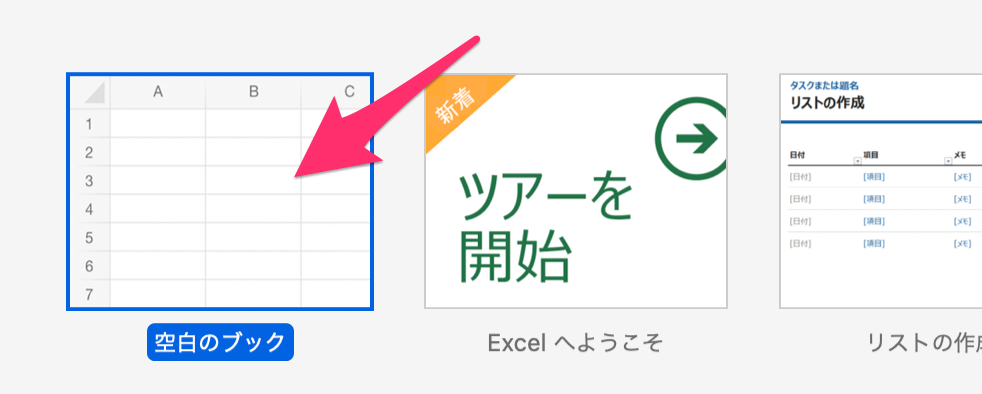 A B C
1
2
3
4
5
6
7
空白のブック
新着
ツアーを
開始
Excel へようこそ
タスクまたは題名
リストの作成
日付 項目 メモ
[日付] [項目] [メモ]
[日付] [項目] [メモ]
[日付] [項目] [メモ]
[日付] [項目] [メモ]
リストの作成